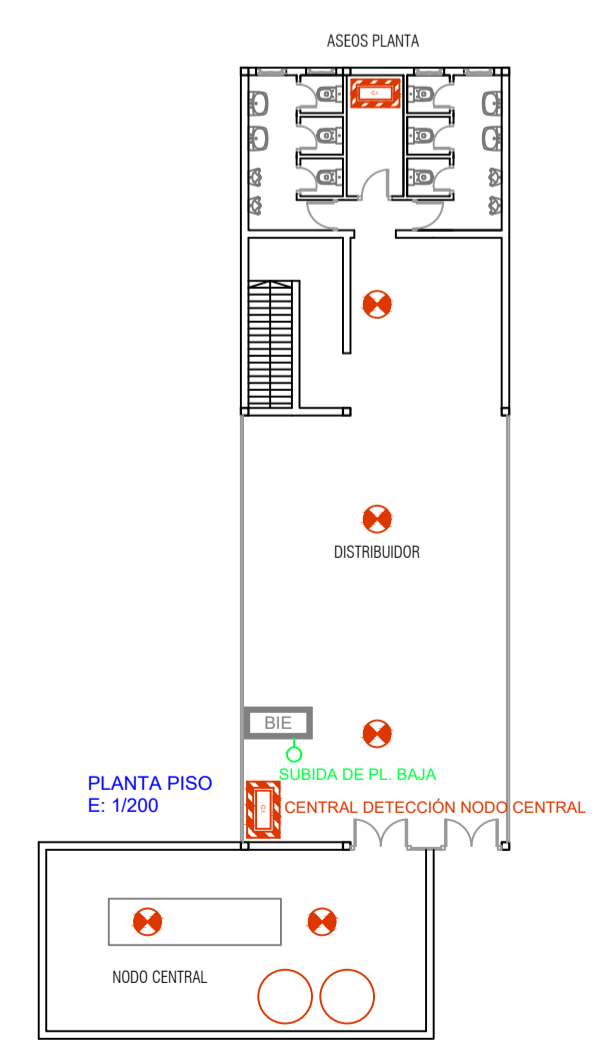 ASEOS PLANTA
DISTRIBUIDOR
BIE
SUBIDA DE PL. BAJA
PLANTA PISO
E: 1/200
CENTRAL DETECCIÓN NODO CENTRAL
NODO CENTRAL